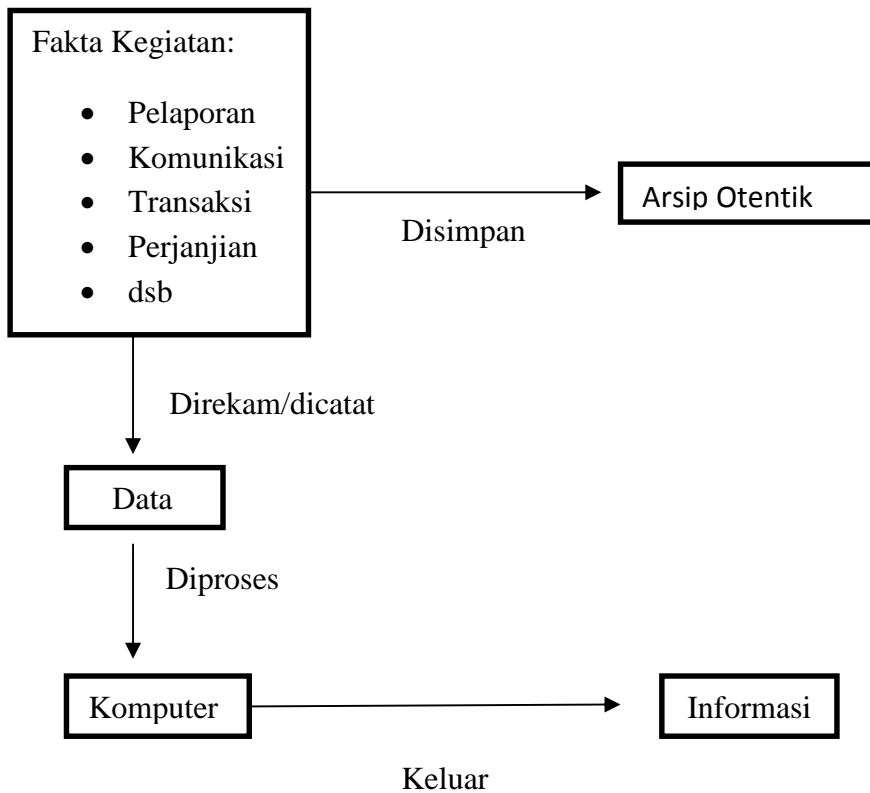 Fakta Kegiatan:
• Pelaporan
• Komunikasi
• Transaksi
• Perjanjian
• dsb
Disimpan
Arsip Otentik
Direkam/dicatat
Data
Diproses
Komputer
Informasi
Keluar